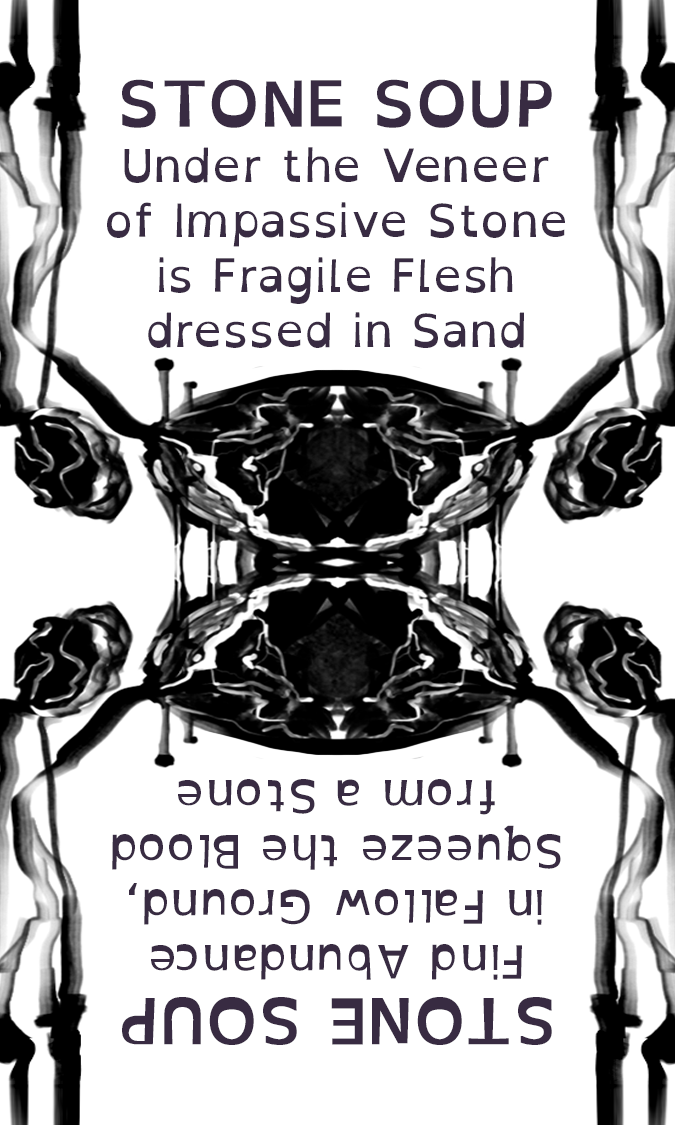 STONE SOUP
Under the Veneer
of Impassive Stone
is Fragile Flesh
dressed in Sand
STONE SOUP
Find Abundance
in Fallow Ground,
Squeeze the Blood
from a Stone